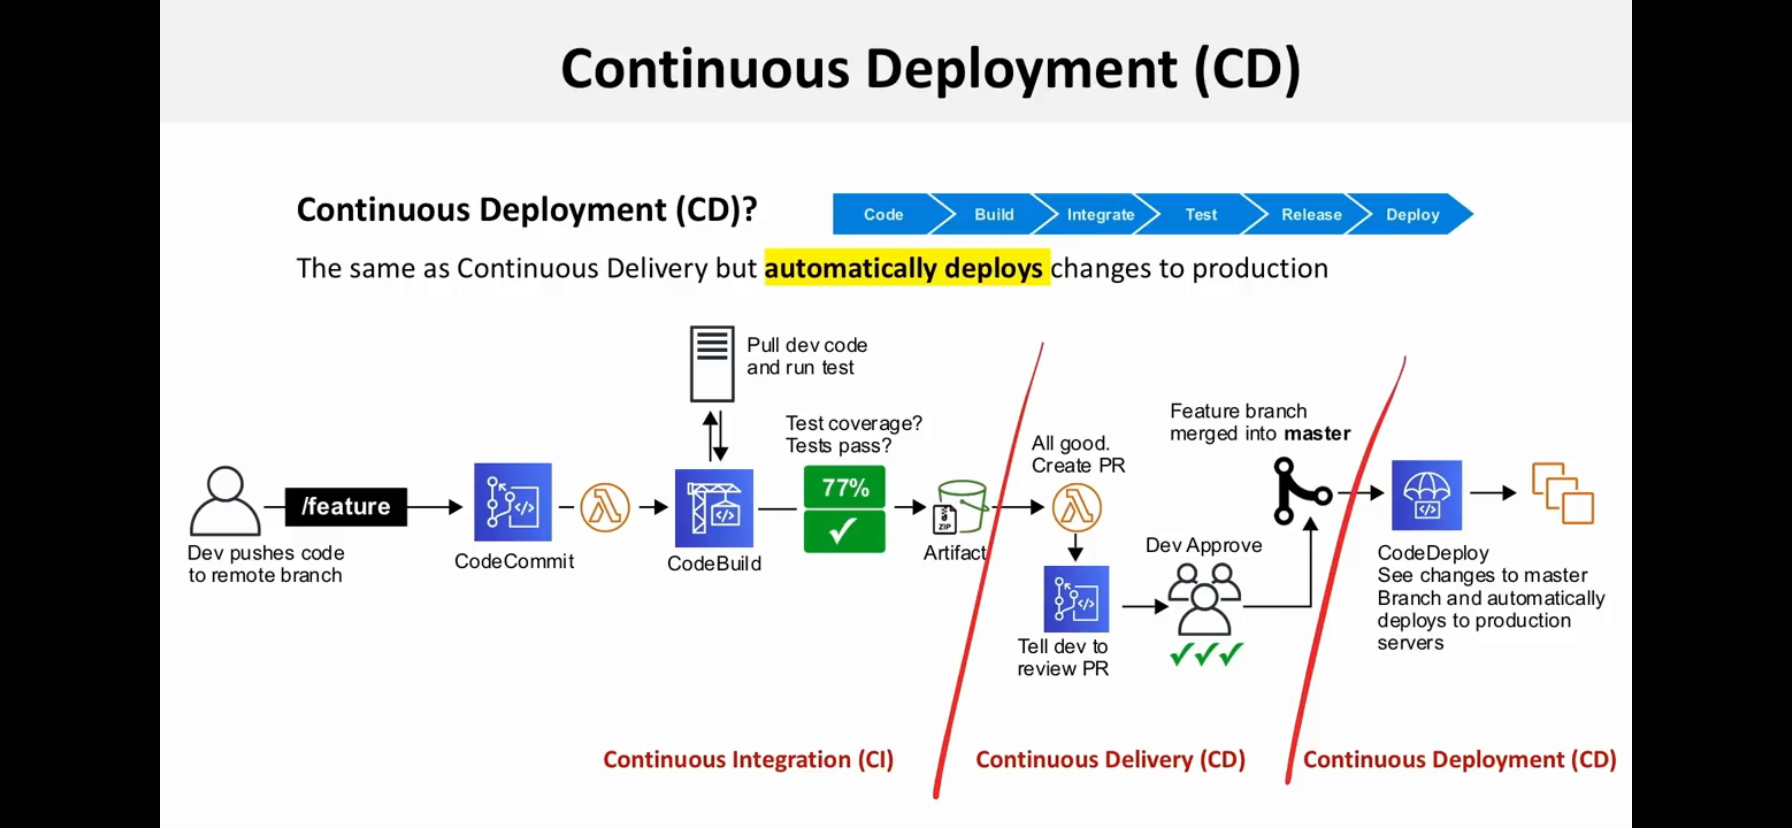 Continuous Deployment (CD)
Continuous Deployment (CD)?
Code Build Integrate Test Release Deploy
The same as Continuous Delivery but automatically deploys changes to production
Pull dev code
and run test
Test coverage?
Tests pass?
77%
/feature
Dev pushes code
to remote branch
CodeCommit
</>
CodeBuild
</>
ZIP
Artifact
All good.
Create PR
</>
Tell dev to
review PR
Dev Approve
Feature branch
merged into master
</>
CodeDeploy
See changes to master
Branch and automatically
deploys to production
servers
Continuous Integration (CI)
Continuous Delivery (CD)
Continuous Deployment (CD)